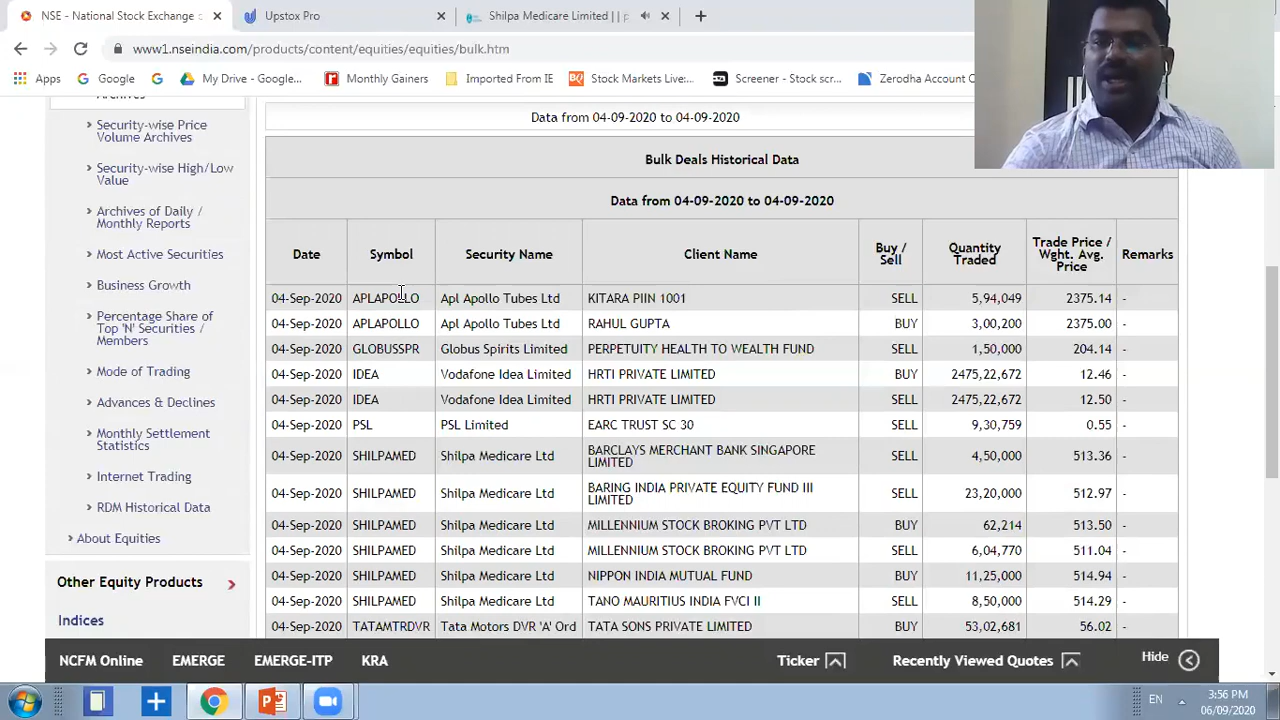 NSE - National Stock Exchange
Upstox Pro
Shilpa Medicare Limited ||
www1.nseindia.com/products/content/equities/equities/bulk.htm
Apps
Google
My Drive - Google...
Monthly Gainers
Imported From IE
Stock Markets Live:...
Screener - Stock scr...
Zerodha Account
Security-wise Price
Volume Archives
Security-wise High/Low
Value
Archives of Daily /
Monthly Reports
Most Active Securities
Business Growth
Percentage Share of
Top 'N' Securities /
Members
Mode of Trading
Advances & Declines
Monthly Settlement
Statistics
Internet Trading
RDM Historical Data
About Equities
Other Equity Products
Indices
Data from 04-09-2020 to 04-09-2020
Bulk Deals Historical Data
Data from 04-09-2020 to 04-09-2020
Date Symbol Security Name Client Name Buy / Sell Quantity Traded Trade Price / Wght. Avg. Price Remarks
04-Sep-2020 APLAPOLLO Apl Apollo Tubes Ltd KITARA PIIN 1001 SELL 5,94,049 2375.14 -
04-Sep-2020 APLAPOLLO Apl Apollo Tubes Ltd RAHUL GUPTA BUY 3,00,200 2375.00 -
04-Sep-2020 GLOBUSSPR Globus Spirits Limited PERPETUITY HEALTH TO WEALTH FUND SELL 1,50,000 204.14 -
04-Sep-2020 IDEA Vodafone Idea Limited HRTI PRIVATE LIMITED BUY 2475,22,672 12.46 -
04-Sep-2020 IDEA Vodafone Idea Limited HRTI PRIVATE LIMITED SELL 2475,22,672 12.50 -
04-Sep-2020 PSL PSL Limited EARC TRUST SC 30 SELL 9,30,759 0.55 -
04-Sep-2020 SHILPAMED Shilpa Medicare Ltd BARCLAYS MERCHANT BANK SINGAPORE LIMITED SELL 4,50,000 513.36 -
04-Sep-2020 SHILPAMED Shilpa Medicare Ltd BARING INDIA PRIVATE EQUITY FUND III LIMITED SELL 23,20,000 512.97 -
04-Sep-2020 SHILPAMED Shilpa Medicare Ltd MILLENNIUM STOCK BROKING PVT LTD BUY 62,214 513.50 -
04-Sep-2020 SHILPAMED Shilpa Medicare Ltd MILLENNIUM STOCK BROKING PVT LTD SELL 6,04,770 511.04 -
04-Sep-2020 SHILPAMED Shilpa Medicare Ltd NIPPON INDIA MUTUAL FUND BUY 11,25,000 514.94 -
04-Sep-2020 SHILPAMED Shilpa Medicare Ltd TANO MAURITIUS INDIA FVCI II SELL 8,50,000 514.29 -
04-Sep-2020 TATAMTRDVR Tata Motors DVR 'A' Ord TATA SONS PRIVATE LIMITED BUY 53,02,681 56.02 -
NCFM Online
EMERGE
EMERGE-ITP
KRA
Ticker
Recently Viewed Quotes
Hide
EN
3:56 PM
06/09/2020